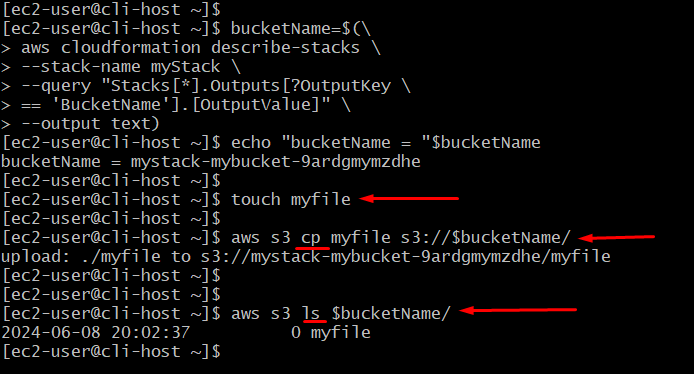 [ec2-user@cli-host ~]$
[ec2-user@cli-host ~]$ bucketName=$(\
> aws cloudformation describe-stacks \
> --stack-name myStack \
> --query "Stacks[*].Outputs[?OutputKey \
> == 'BucketName'].[OutputValue]" \
> --output text)
[ec2-user@cli-host ~]$ echo "bucketName = "$bucketName
bucketName = mystack-mybucket-9ardgmymzdhe
[ec2-user@cli-host ~]$
[ec2-user@cli-host ~]$ touch myfile
[ec2-user@cli-host ~]$
[ec2-user@cli-host ~]$ aws s3 cp myfile s3://$bucketName/
upload: ./myfile to s3://mystack-mybucket-9ardgmymzdhe/myfile
[ec2-user@cli-host ~]$
[ec2-user@cli-host ~]$
[ec2-user@cli-host ~]$ aws s3 ls $bucketName/
2024-06-08 20:02:37          0 myfile
[ec2-user@cli-host ~]$